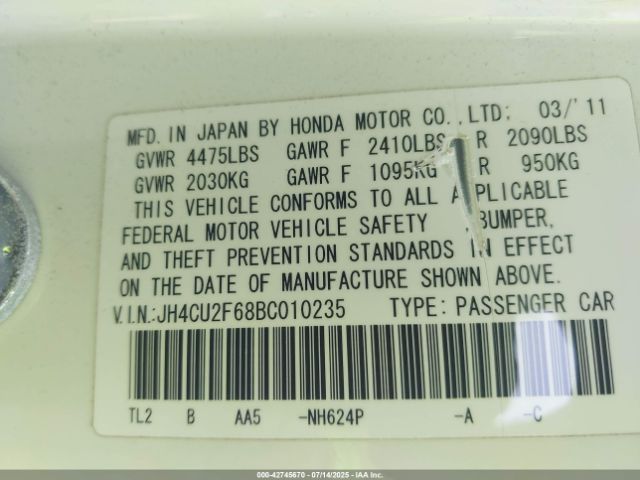 MFD. IN JAPAN BY HONDA MOTOR CO., LTD; 03/'11
GVWR 4475LBS GAWR F 2410LBS R 2090LBS
GVWR 2030KG GAWR F 1095KG R 950KG
THIS VEHICLE CONFORMS TO ALL APPLICABLE
FEDERAL MOTOR VEHICLE SAFETY ,BUMPER,
AND THEFT PREVENTION STANDARDS IN EFFECT
ON THE DATE OF MANUFACTURE SHOWN ABOVE.
V.I.N.:JH4CU2F68BC010235 TYPE: PASSENGER CAR
TL2 B AA5 -NH624P -A -C
000-42745670 - 07/14/2025 - IAA Inc.